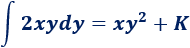 ∫ 2xydy = xy² + K